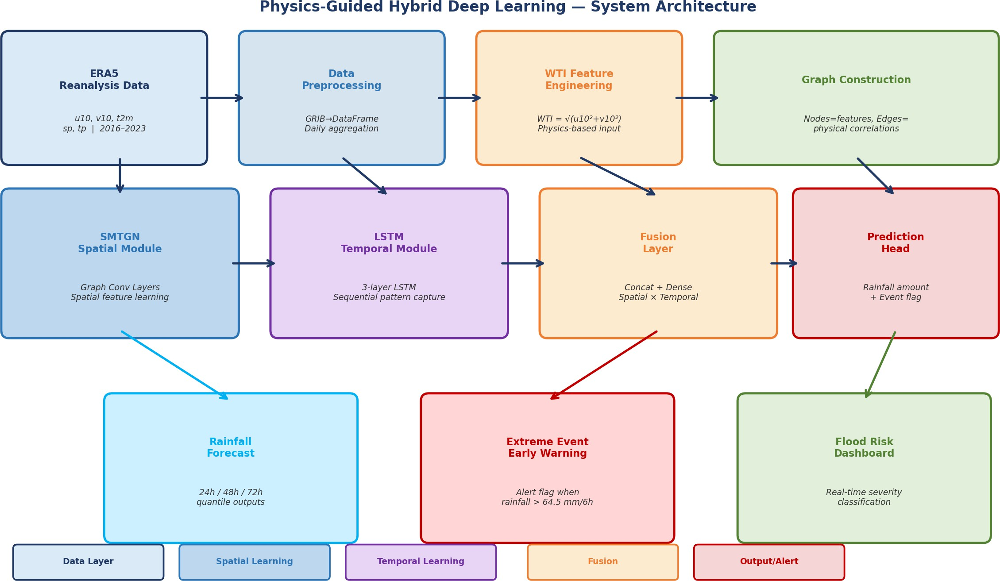 Physics-Guided Hybrid Deep Learning — System Architecture
ERA5
Reanalysis Data
u10, v10, t2m
sp, tp  |  2016–2023
Data
Preprocessing
GRIB→DataFrame
Daily aggregation
WTI Feature
Engineering
WTI = √(u10²+v10²)
Physics-based input
Graph Construction
Nodes=features, Edges=
physical correlations
SMTGN
Spatial Module
Graph Conv Layers
Spatial feature learning
LSTM
Temporal Module
3-layer LSTM
Sequential pattern capture
Fusion
Layer
Concat + Dense
Spatial × Temporal
Prediction
Head
Rainfall amount
+ Event flag
Rainfall
Forecast
24h / 48h / 72h
quantile outputs
Extreme Event
Early Warning
Alert flag when
rainfall > 64.5 mm/6h
Flood Risk
Dashboard
Real-time severity
classification
Data Layer
Spatial Learning
Temporal Learning
Fusion
Output/Alert